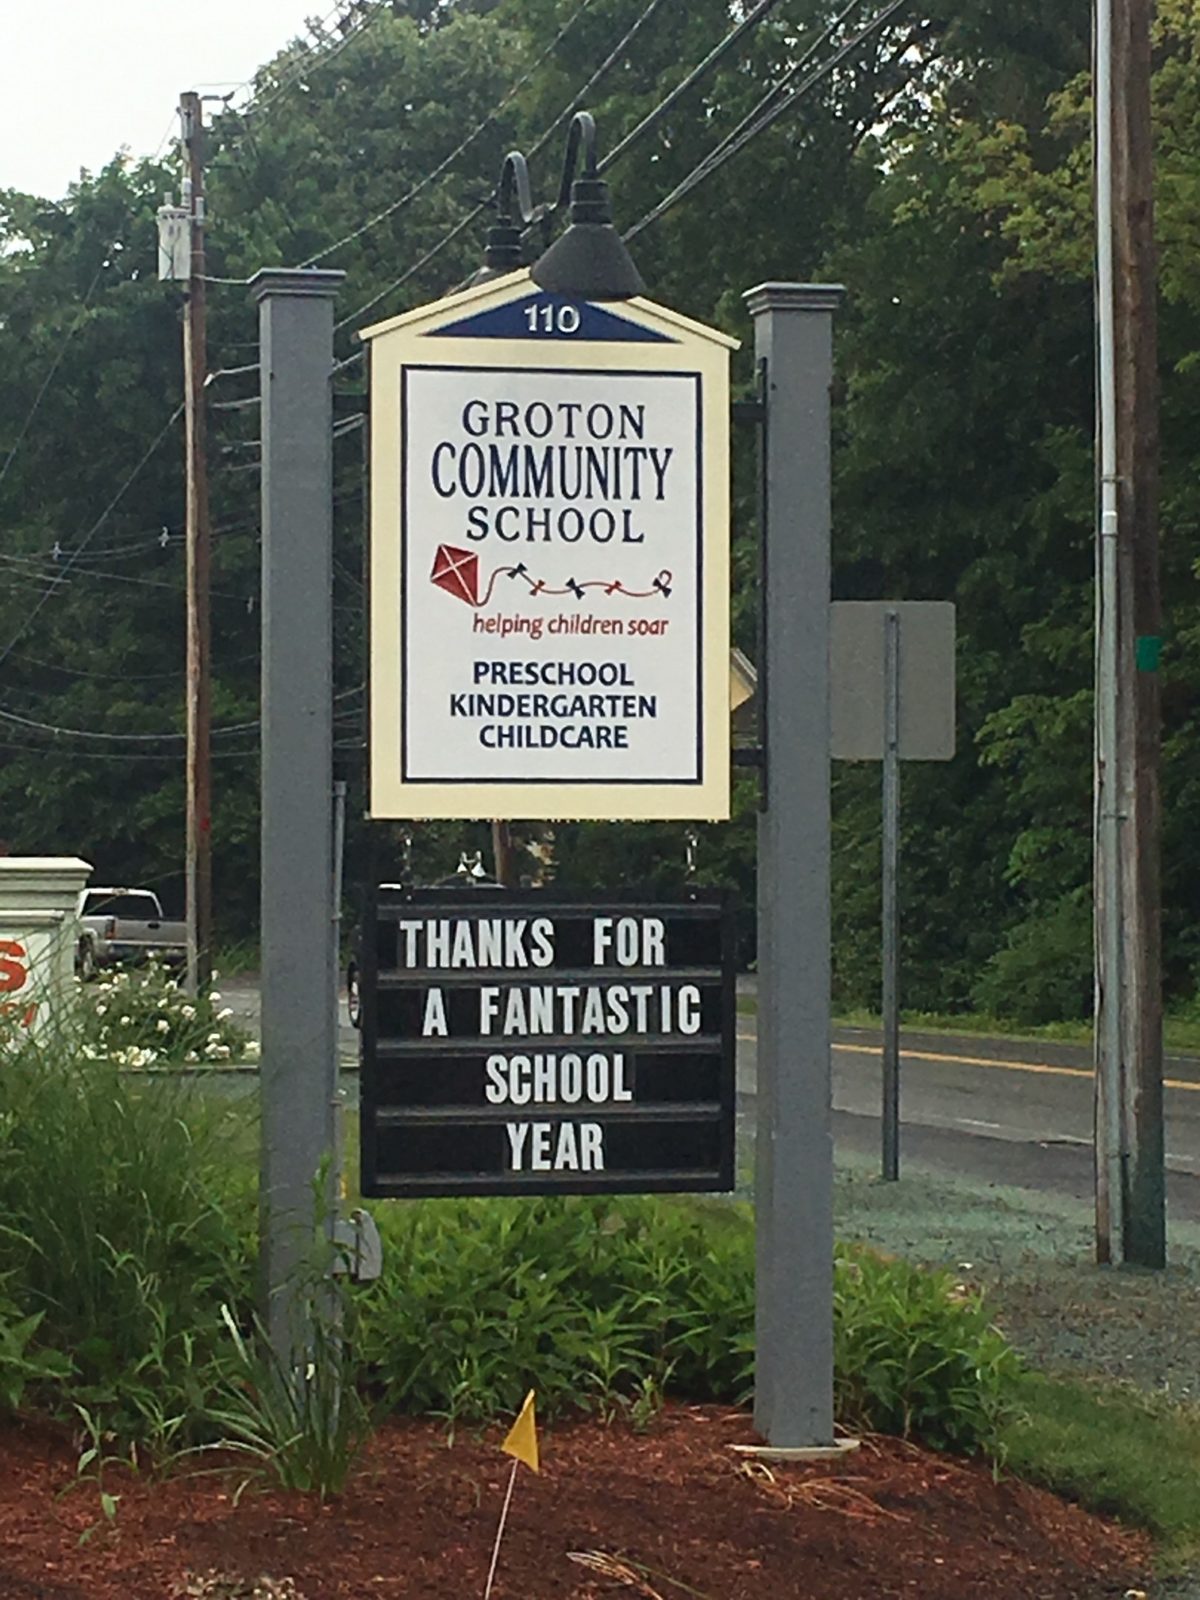 110
GROTON
COMMUNITY
SCHOOL
helping children soar
PRESCHOOL
KINDERGARTEN
CHILDCARE
THANKS FOR
A FANTASTIC
SCHOOL
YEAR